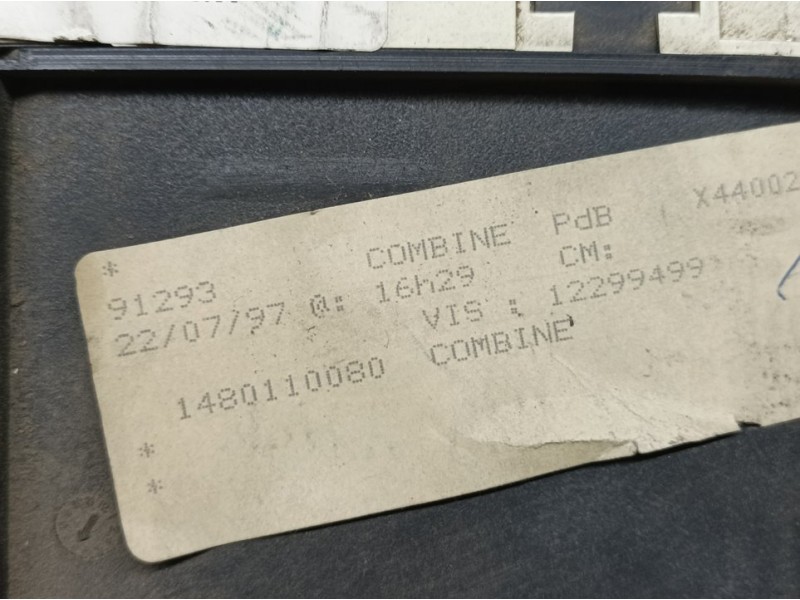 *
91293 COMBINE PdB X44002
22/07/97 @: 16h29 CM:
VIS : 12299499
1480110080 COMBINE
*
*